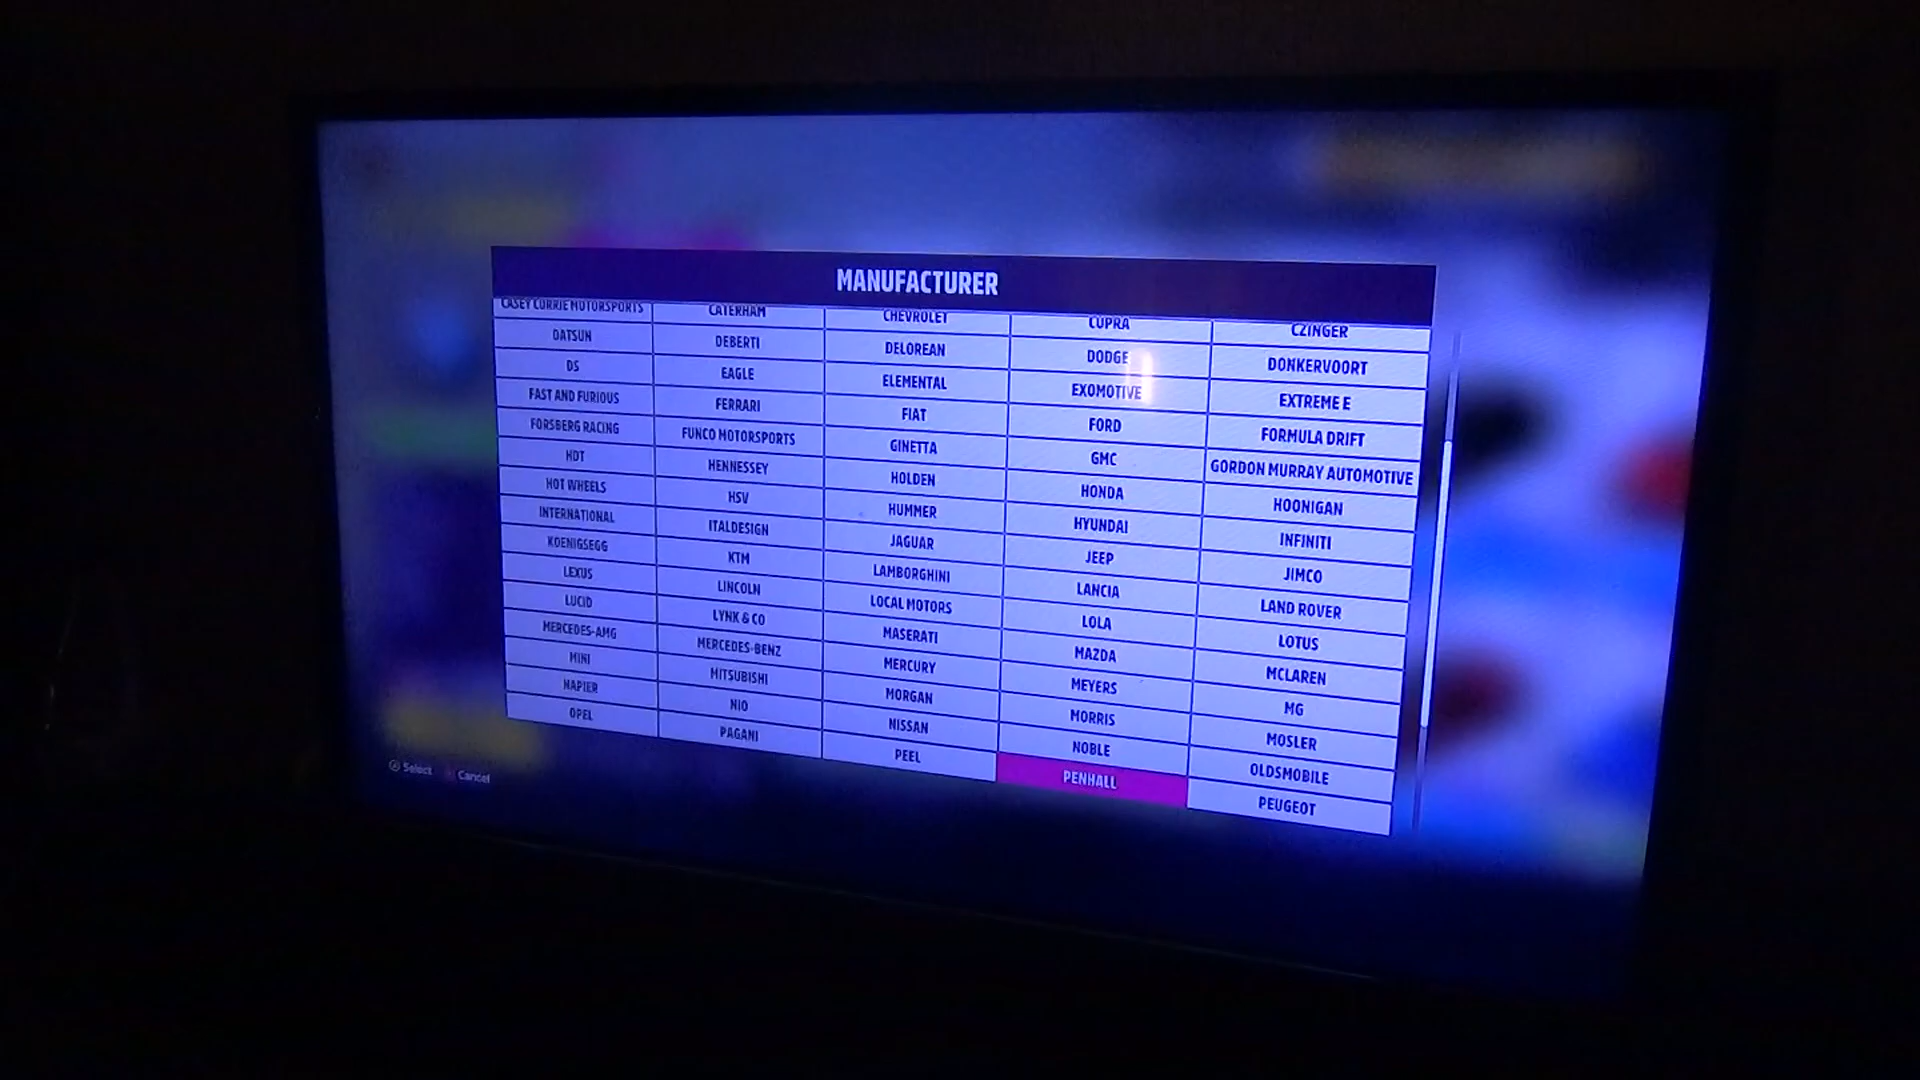 MANUFACTURER
CASEY CURRIE MOTORSPORTS CATERHAM CHEVROLET CUPRA CZINGER
DATSUN DEBERTI DELOREAN DODGE DONKERVOORT
DS EAGLE ELEMENTAL EXOMOTIVE EXTREME E
FAST AND FURIOUS FERRARI FIAT FORD FORMULA DRIFT
FORSBERG RACING FUNCO MOTORSPORTS GINETTA GMC GORDON MURRAY AUTOMOTIVE
HDT HENNESSEY HOLDEN HONDA HOONIGAN
HOT WHEELS HSV HUMMER HYUNDAI INFINITI
INTERNATIONAL ITALDESIGN JAGUAR JEEP JIMCO
KOENIGSEGG KTM LAMBORGHINI LANCIA LAND ROVER
LEXUS LINCOLN LOCAL MOTORS LOLA LOTUS
LUCID LYNK & CO MASERATI MAZDA MCLAREN
MERCEDES-AMG MERCEDES-BENZ MERCURY MEYERS MG
MINI MITSUBISHI MORGAN MORRIS MOSLER
NAPIER NIO NISSAN NOBLE OLDSMOBILE
OPEL PAGANI PEEL PENHALL PEUGEOT
Select Cancel